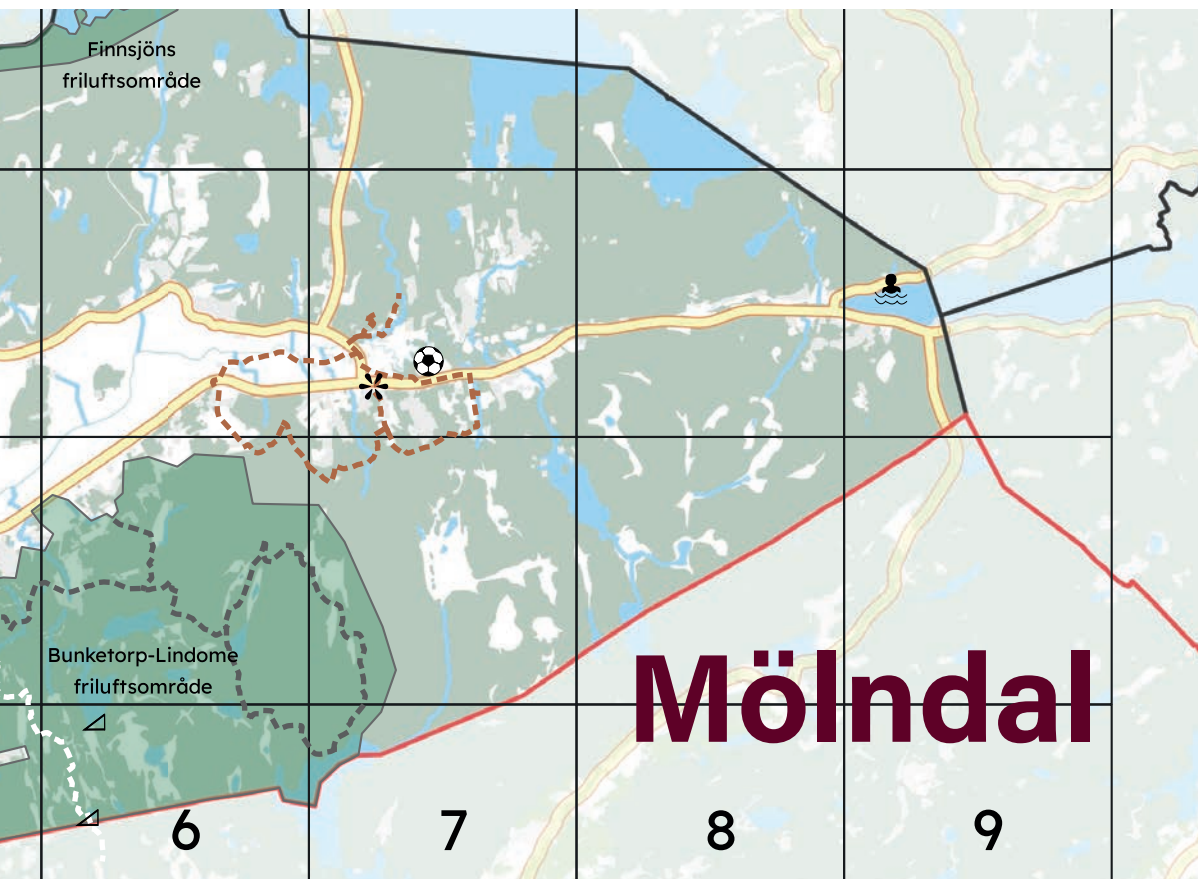 Finnsjöns
friluftsområde
Bunketorp-Lindome
friluftsområde
Mölndal
6
7
8
9